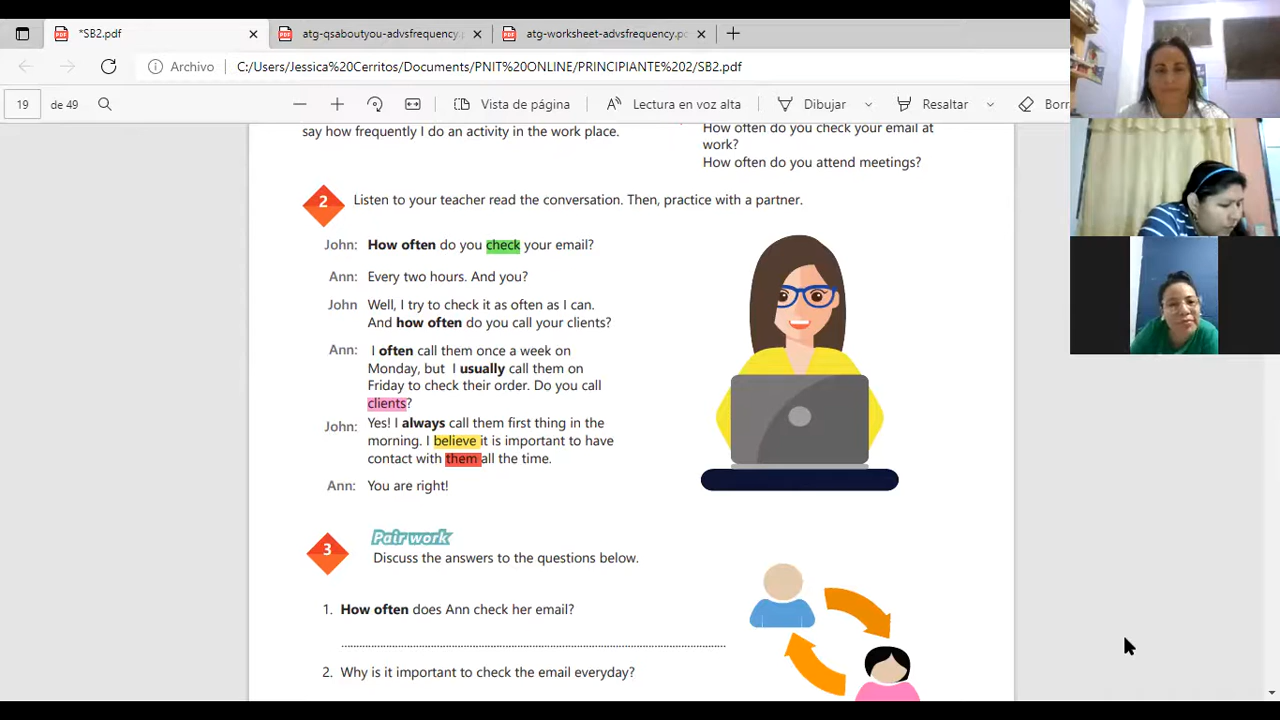 *SB2.pdf
atg-qsaboutyou-advsfrequency.
atg-worksheet-advsfrequency.pc
Archivo
C:/Users/Jessica%20Cerritos/Documents/PNIT%20ONLINE/PRINCIPIANTE%202/SB2.pdf
19 de 49
Vista de página
Lectura en voz alta
Dibujar
Resaltar
Borr
say how frequently I do an activity in the work place.
How often do you check your email at
work?
How often do you attend meetings?
2 Listen to your teacher read the conversation. Then, practice with a partner.
John: How often do you check your email?
Ann: Every two hours. And you?
John Well, I try to check it as often as I can.
And how often do you call your clients?
Ann: I often call them once a week on
Monday, but I usually call them on
Friday to check their order. Do you call
clients?
John: Yes! I always call them first thing in the
morning. I believe it is important to have
contact with them all the time.
Ann: You are right!
3 Pair work
Discuss the answers to the questions below.
1. How often does Ann check her email?
2. Why is it important to check the email everyday?